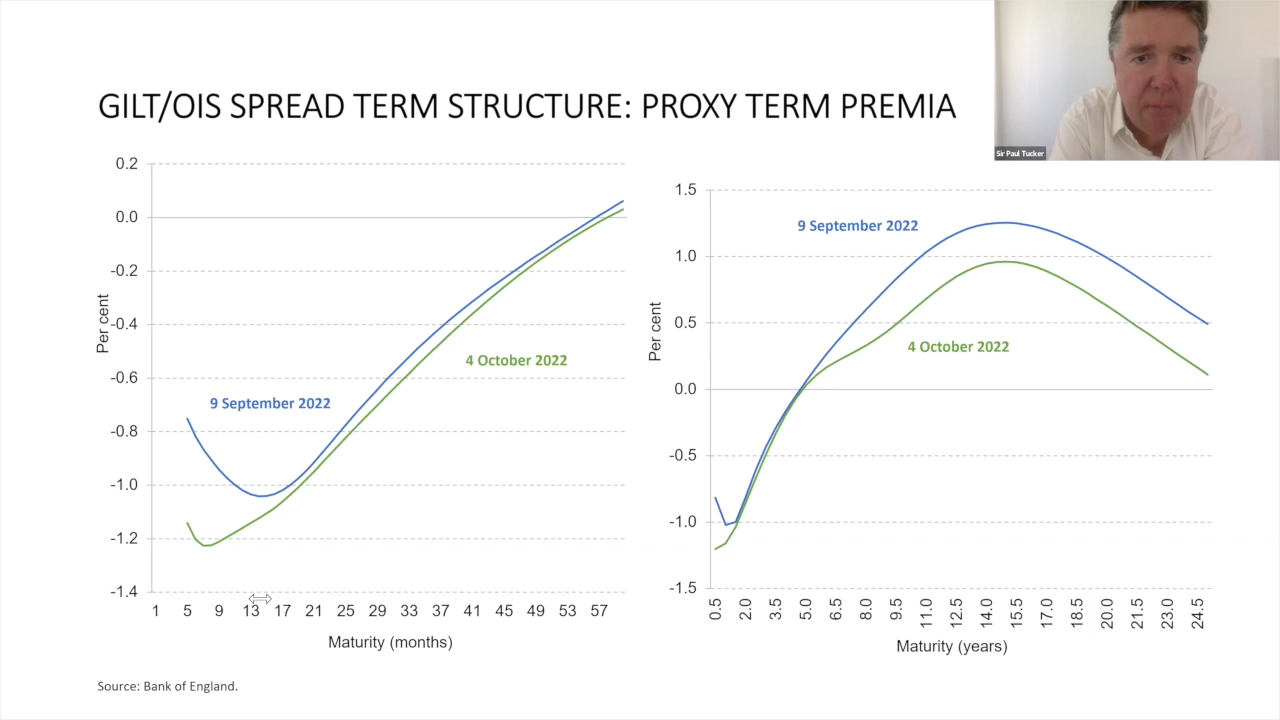 GILT/OIS SPREAD TERM STRUCTURE: PROXY TERM PREMIA
Sir Paul Tucker
0.2
0.0
-0.2
-0.4
-0.6
-0.8
-1.0
-1.2
-1.4
Per cent
9 September 2022
4 October 2022
1 5 9 13 17 21 25 29 33 37 41 45 49 53 57
Maturity (months)
1.5
1.0
0.5
0.0
-0.5
-1.0
-1.5
Per cent
9 September 2022
4 October 2022
0.5 2.0 3.5 5.0 6.5 8.0 9.5 11.0 12.5 14.0 15.5 17.0 18.5 20.0 21.5 23.0 24.5
Maturity (years)
Source: Bank of England.